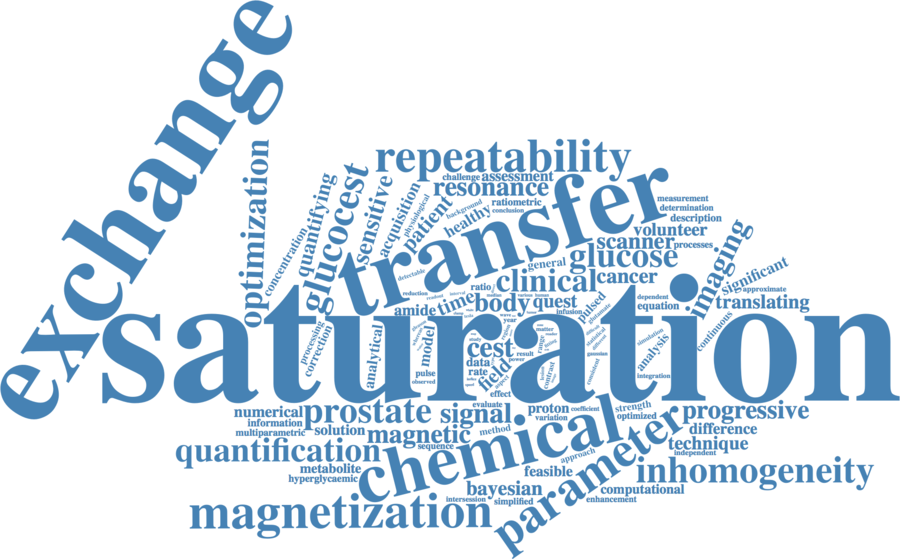 exchange
saturation
transfer
chemical
parameter
magnetization
quantification
inhomogeneity
repeatability
optimization
glucocest
quantifying
concentration
sensitive
acquisition
physiological
patient
challenge
assessment
resonance
background
healthy
ratiometric
conclusion
measurement
determination
description
volunteer
scanner
processes
glucose
general
clinical
cancer
imaging
significant
approximate
translating
continuous
dependent
equation
detectable
reduction
ratio
time
body
quest
pulsed
infusion
glutamate
amide
processing
correction
analytical
model
pulse
observed
year
cest
data
rate
field
result
power
effect
matter
range
contrast
statistical
different
gaussian
consistent
simulation
analysis
integration
numerical
information
multiparametric
prostate
solution
signal
magnetic
sequence
evaluate
method
proton
variation
coefficient
strength
optimized
progressive
difference
technique
independent
approach
feasible
metabolite
hyperglycaemic
bayesian
intersession
simplified
computational
enhancement